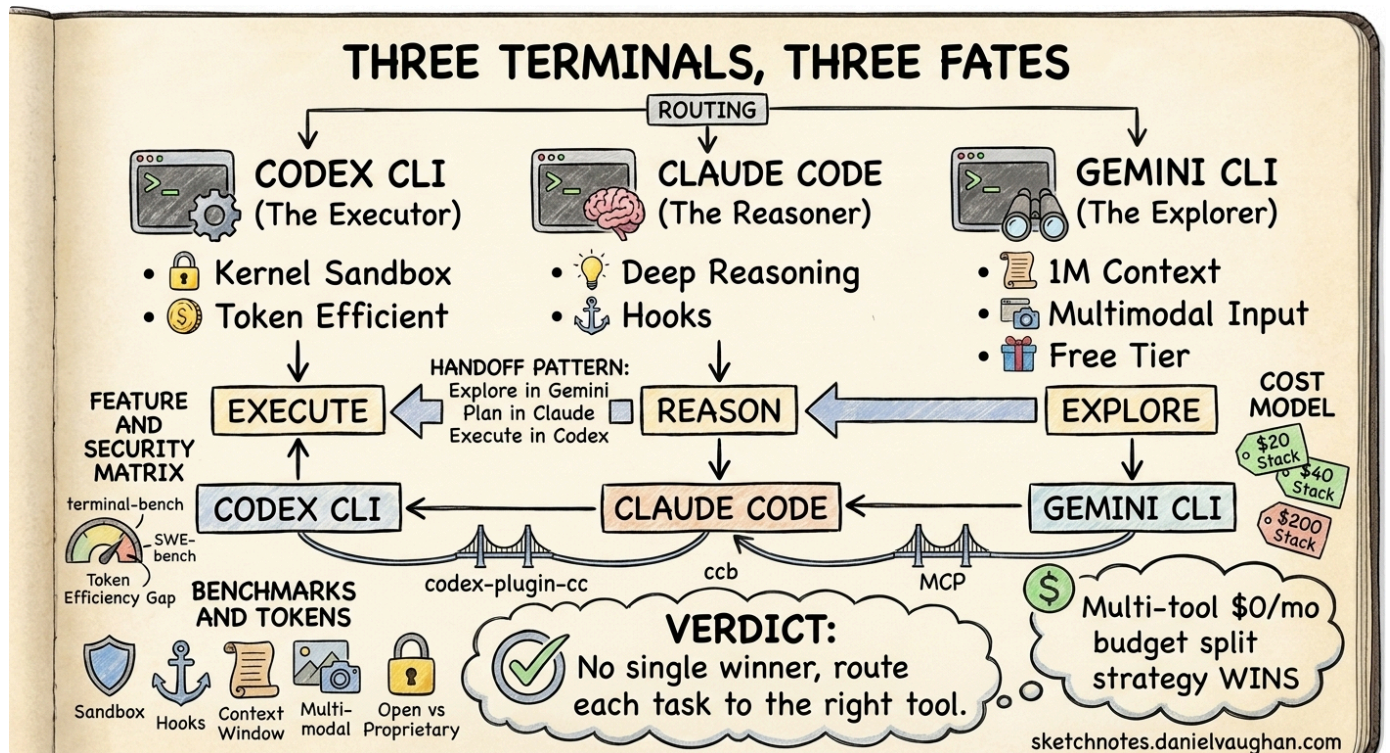 THREE TERMINALS, THREE FATES
ROUTING
CODEX CLI
(The Executor)
• Kernel Sandbox
• Token Efficient
CLAUDE CODE
(The Reasoner)
• Deep Reasoning
• Hooks
GEMINI CLI
(The Explorer)
• 1M Context
• Multimodal Input
• Free Tier
HANDOFF PATTERN:
Explore in Gemini
Plan in Claude
Execute in Codex
EXECUTE
REASON
EXPLORE
COST
MODEL
$20
Stack
$40
Stack
$200
Stack
FEATURE
AND
SECURITY
MATRIX
CODEX CLI
CLAUDE CODE
GEMINI CLI
terminal-bench
SWE-
bench
Token
Efficiency Gap
codex-plugin-cc
ccb
MCP
BENCHMARKS
AND TOKENS
Sandbox
Hooks
Context
Window
Multi-
modal
Open vs
Proprietary
VERDICT:
No single winner, route
each task to the right tool.
$
Multi-tool $0/mo
budget split
strategy WINS
sketchnotes.danielvaughan.com